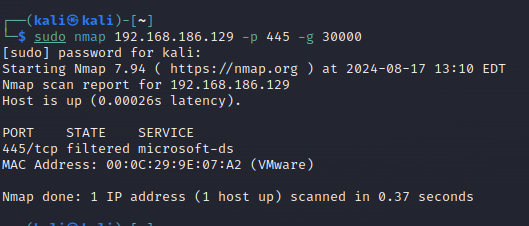 ┌──(kali㉿kali)-[~]
└─$ sudo nmap 192.168.186.129 -p 445 -g 30000
[sudo] password for kali:
Starting Nmap 7.94 ( https://nmap.org ) at 2024-08-17 13:10 EDT
Nmap scan report for 192.168.186.129
Host is up (0.00026s latency).
PORT    STATE    SERVICE
445/tcp filtered microsoft-ds
MAC Address: 00:0C:29:9E:07:A2 (VMware)
Nmap done: 1 IP address (1 host up) scanned in 0.37 seconds